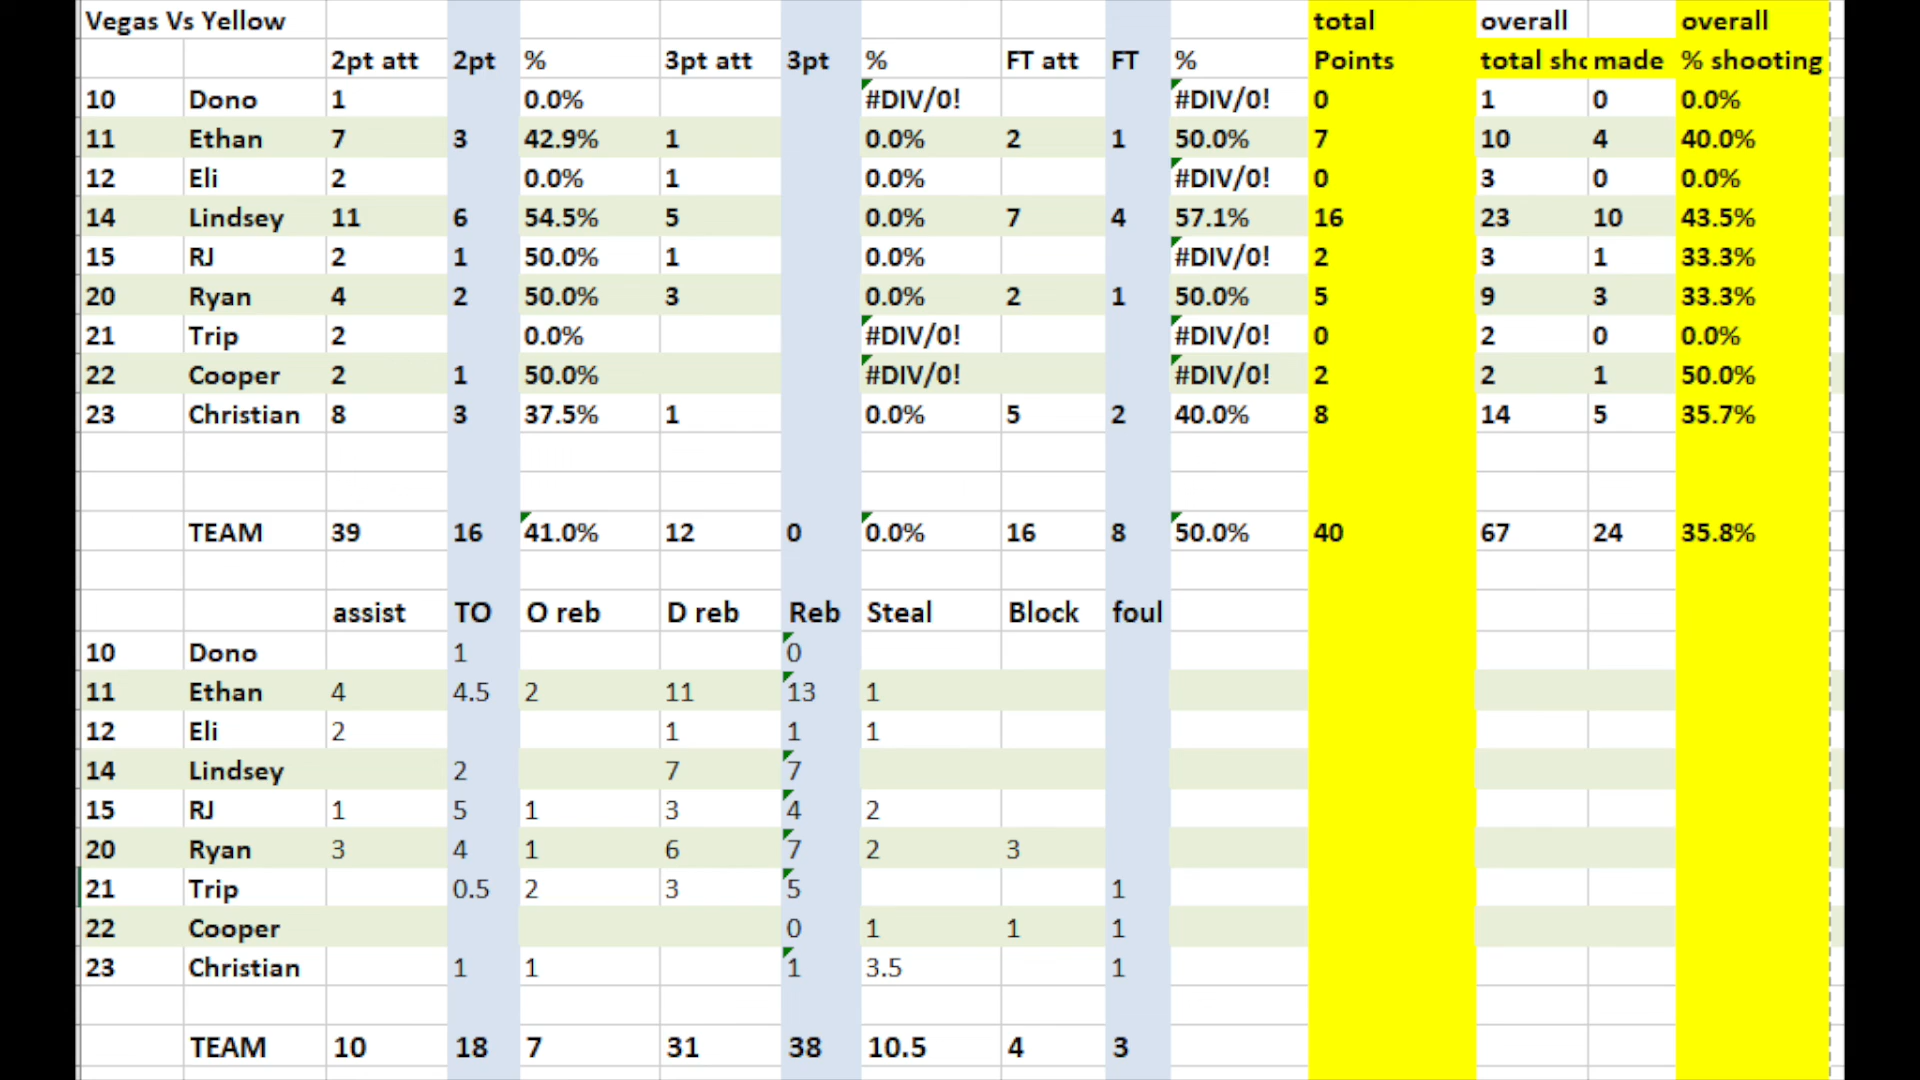 Vegas Vs Yellow total overall overall
2pt att 2pt % 3pt att 3pt % FT att FT % Points total sho made % shooting
10 Dono 1 0.0% #DIV/0! #DIV/0! 0 1 0 0.0%
11 Ethan 7 3 42.9% 1 0.0% 2 1 50.0% 7 10 4 40.0%
12 Eli 2 0.0% 1 0.0% #DIV/0! 0 3 0 0.0%
14 Lindsey 11 6 54.5% 5 0.0% 7 4 57.1% 16 23 10 43.5%
15 RJ 2 1 50.0% 1 0.0% #DIV/0! 2 3 1 33.3%
20 Ryan 4 2 50.0% 3 0.0% 2 1 50.0% 5 9 3 33.3%
21 Trip 2 0.0% #DIV/0! #DIV/0! 0 2 0 0.0%
22 Cooper 2 1 50.0% #DIV/0! #DIV/0! 2 2 1 50.0%
23 Christian 8 3 37.5% 1 0.0% 5 2 40.0% 8 14 5 35.7%
TEAM 39 16 41.0% 12 0 0.0% 16 8 50.0% 40 67 24 35.8%
assist TO O reb D reb Reb Steal Block foul
10 Dono 1 0
11 Ethan 4 4.5 2 11 13 1
12 Eli 2 1 1 1
14 Lindsey 2 7 7
15 RJ 1 5 1 3 4 2
20 Ryan 3 4 1 6 7 2 3
21 Trip 0.5 2 3 5 1
22 Cooper 0 1 1 1
23 Christian 1 1 1 3.5 1
TEAM 10 18 7 31 38 10.5 4 3